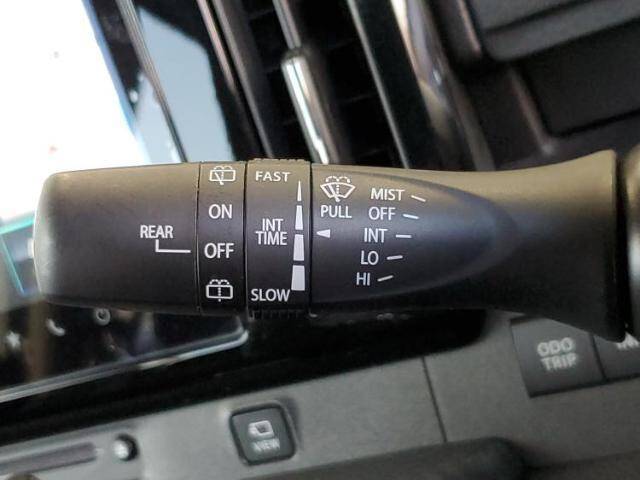 REAR
ON
OFF
FAST
INT
TIME
SLOW
PULL
MIST
OFF
INT
LO
HI
ODO
TRIP
VIEW